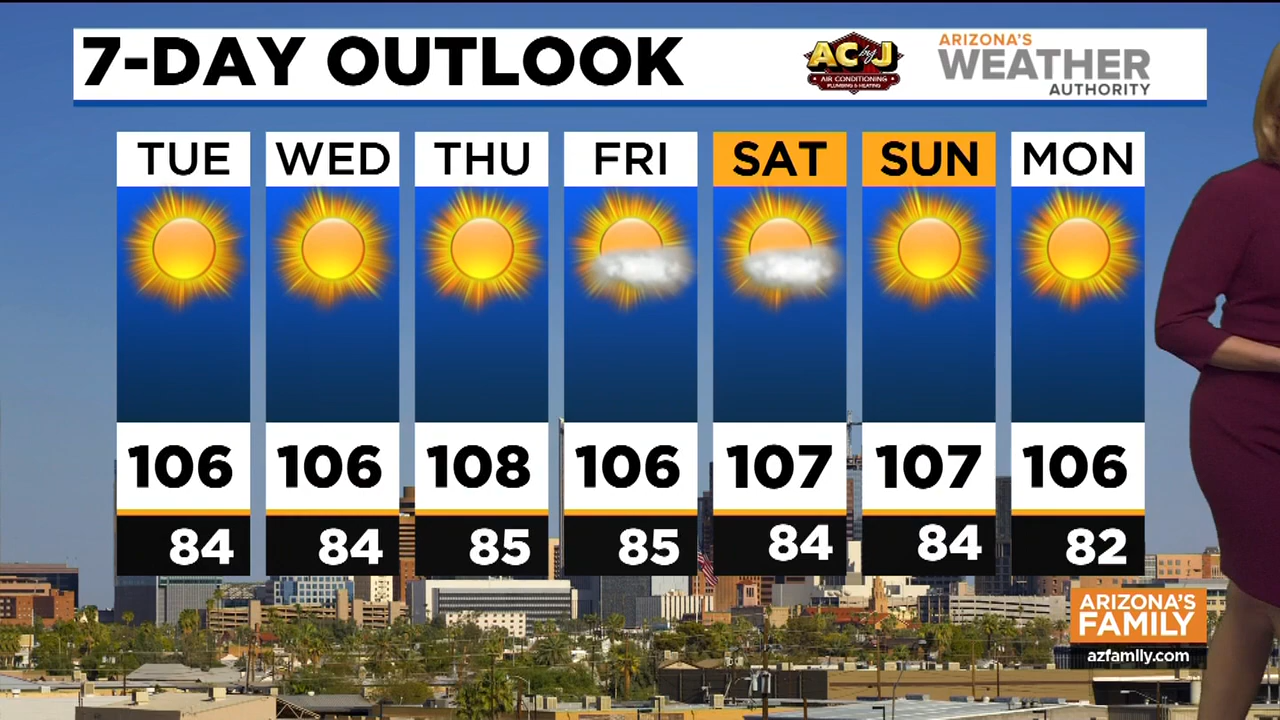 7-DAY OUTLOOK
AC by J
AIR CONDITIONING
PLUMBING & HEATING
ARIZONA'S
WEATHER
AUTHORITY
TUE WED THU FRI SAT SUN MON
106 106 108 106 107 107 106
84 84 85 85 84 84 82
ARIZONA'S
FAMILY
azfamily.com